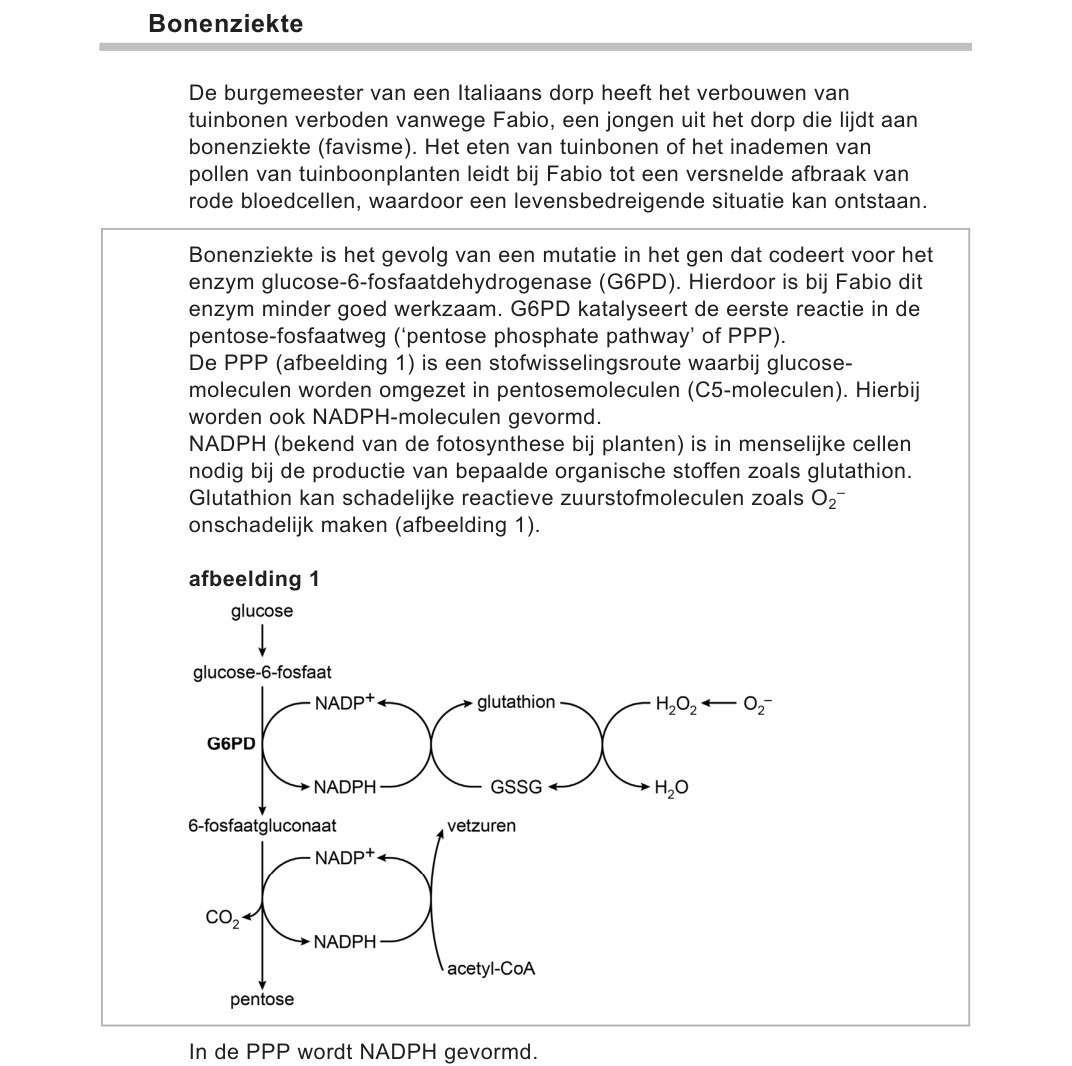 Bonenziekte
De burgemeester van een Italiaans dorp heeft het verbouwen van
tuinbonen verboden vanwege Fabio, een jongen uit het dorp die lijdt aan
bonenziekte (favisme). Het eten van tuinbonen of het inademen van
pollen van tuinboonplanten leidt bij Fabio tot een versnelde afbraak van
rode bloedcellen, waardoor een levensbedreigende situatie kan ontstaan.
Bonenziekte is het gevolg van een mutatie in het gen dat codeert voor het
enzym glucose-6-fosfaatdehydrogenase (G6PD). Hierdoor is bij Fabio dit
enzym minder goed werkzaam. G6PD katalyseert de eerste reactie in de
pentose-fosfaatweg (‘pentose phosphate pathway’ of PPP).
De PPP (afbeelding 1) is een stofwisselingsroute waarbij glucose-
moleculen worden omgezet in pentosemoleculen (C5-moleculen). Hierbij
worden ook NADPH-moleculen gevormd.
NADPH (bekend van de fotosynthese bij planten) is in menselijke cellen
nodig bij de productie van bepaalde organische stoffen zoals glutathion.
Glutathion kan schadelijke reactieve zuurstofmoleculen zoals O₂⁻
onschadelijk maken (afbeelding 1).
afbeelding 1
glucose
glucose-6-fosfaat
NADP⁺ glutathion H₂O₂ O₂⁻
G6PD
NADPH GSSG H₂O
6-fosfaatgluconaat vetzuren
NADP⁺
CO₂
NADPH
acetyl-CoA
pentose
In de PPP wordt NADPH gevormd.